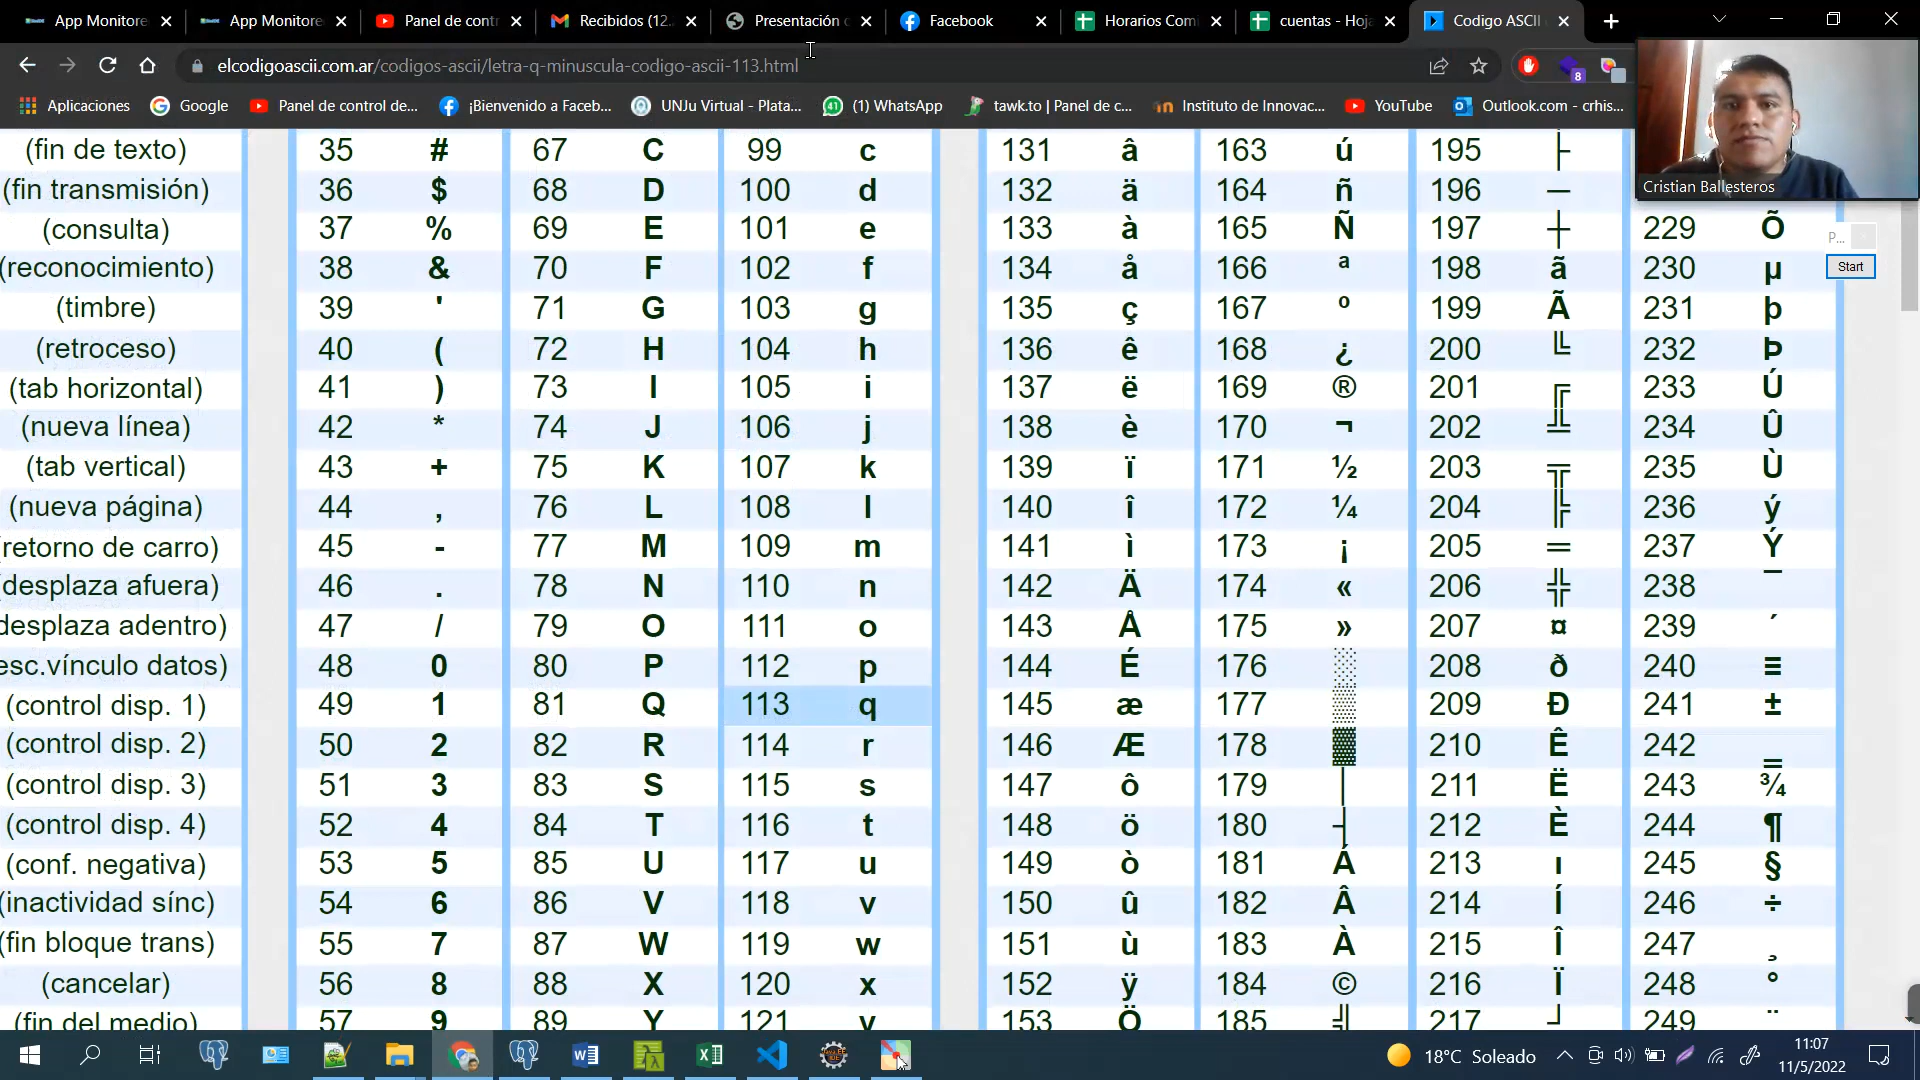 App Monitore
App Monitore
Panel de cont
Recibidos (12.
Presentación
Facebook
Horarios Com
cuentas - Hoja
Codigo ASCII
elcodigoascii.com.ar/codigos-ascii/letra-q-minuscula-codigo-ascii-113.html
8
Aplicaciones
Google
Panel de control de...
¡Bienvenido a Faceb...
UNJu Virtual - Plata...
(1) WhatsApp
tawk.to | Panel de c...
Instituto de Innovac...
YouTube
Outlook.com - crhis...
Cristian Ballesteros
P...
Start
(fin de texto) 35 # 67 C 99 c 131 â 163 ú 195 ├
(fin transmisión) 36 $ 68 D 100 d 132 ä 164 ñ 196 ─
(consulta) 37 % 69 E 101 e 133 à 165 Ñ 197 ┼ 229 Õ
(reconocimiento) 38 & 70 F 102 f 134 å 166 ª 198 ã 230 µ
(timbre) 39 ' 71 G 103 g 135 ç 167 º 199 Ã 231 þ
(retroceso) 40 ( 72 H 104 h 136 ê 168 ¿ 200 ╚ 232 Þ
(tab horizontal) 41 ) 73 I 105 i 137 ë 169 ® 201 ╔ 233 Ú
(nueva línea) 42 * 74 J 106 j 138 è 170 ¬ 202 ╩ 234 Û
(tab vertical) 43 + 75 K 107 k 139 ï 171 ½ 203 ╦ 235 Ù
(nueva página) 44 , 76 L 108 l 140 î 172 ¼ 204 ╠ 236 ý
retorno de carro) 45 - 77 M 109 m 141 ì 173 ¡ 205 ═ 237 Ý
desplaza afuera) 46 . 78 N 110 n 142 Ä 174 « 206 ╬ 238 ¯
desplaza adentro) 47 / 79 O 111 o 143 Å 175 » 207 ¤ 239 ´
esc.vínculo datos) 48 0 80 P 112 p 144 É 176 ░ 208 ð 240 ≡
(control disp. 1) 49 1 81 Q 113 q 145 æ 177 ▒ 209 Ð 241 ±
(control disp. 2) 50 2 82 R 114 r 146 Æ 178 ▓ 210 Ê 242 ‗
(control disp. 3) 51 3 83 S 115 s 147 ô 179 │ 211 Ë 243 ¾
(control disp. 4) 52 4 84 T 116 t 148 ö 180 ┤ 212 È 244 ¶
(conf. negativa) 53 5 85 U 117 u 149 ò 181 Á 213 ı 245 §
(inactividad sínc) 54 6 86 V 118 v 150 û 182 Â 214 Í 246 ÷
(fin bloque trans) 55 7 87 W 119 w 151 ù 183 À 215 Î 247 ¸
(cancelar) 56 8 88 X 120 x 152 ÿ 184 © 216 Ï 248 °
(fin del medio) 57 9 89 Y 121 y 153 Ö 185 ╣ 217 ┘ 249 ¨
18°C Soleado
11:07
11/5/2022